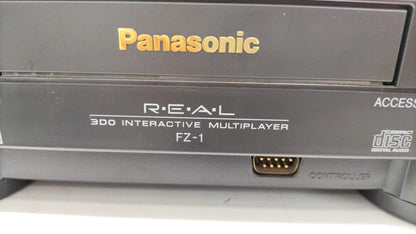 Panasonic
R·E·A·L
3DO INTERACTIVE MULTIPLAYER
FZ-1
ACCESS
COMPACT
disc
DIGITAL AUDIO
CONTROLLER